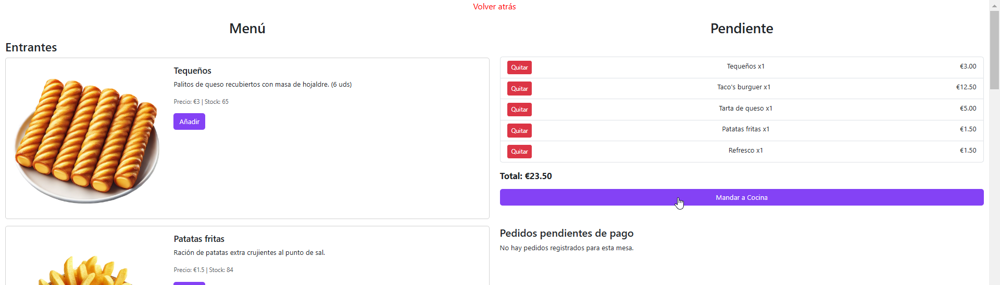 Volver atrás
Menú
Entrantes
Tequeños
Palitos de queso recubiertos con masa de hojaldre. (6 uds)
Precio: €3 | Stock: 65
Añadir
Patatas fritas
Ración de patatas extra crujientes al punto de sal.
Precio: €1.5 | Stock: 84
Pendiente
Quitar Tequeños x1 €3.00
Quitar Taco's burguer x1 €12.50
Quitar Tarta de queso x1 €5.00
Quitar Patatas fritas x1 €1.50
Quitar Refresco x1 €1.50
Total: €23.50
Mandar a Cocina
Pedidos pendientes de pago
No hay pedidos registrados para esta mesa.